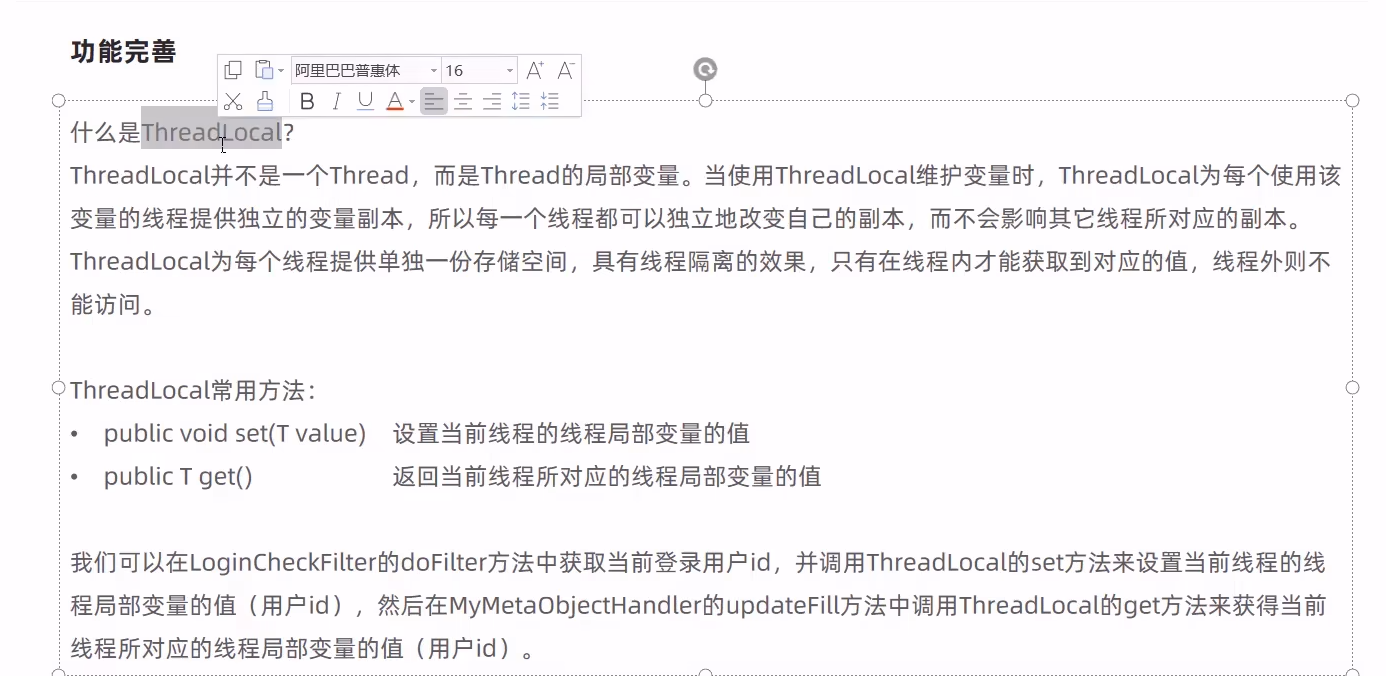 功能完善
阿里巴巴普惠体 16 A+ A-
B I U A
什么是ThreadLocal?
ThreadLocal并不是一个Thread，而是Thread的局部变量。当使用ThreadLocal维护变量时，ThreadLocal为每个使用该
变量的线程提供独立的变量副本，所以每一个线程都可以独立地改变自己的副本，而不会影响其它线程所对应的副本。
ThreadLocal为每个线程提供单独一份存储空间，具有线程隔离的效果，只有在线程内才能获取到对应的值，线程外则不
能访问。
ThreadLocal常用方法：
• public void set(T value) 设置当前线程的线程局部变量的值
• public T get() 返回当前线程所对应的线程局部变量的值
我们可以在LoginCheckFilter的doFilter方法中获取当前登录用户id，并调用ThreadLocal的set方法来设置当前线程的线
程局部变量的值（用户id），然后在MyMetaObjectHandler的updateFill方法中调用ThreadLocal的get方法来获得当前
线程所对应的线程局部变量的值（用户id）。